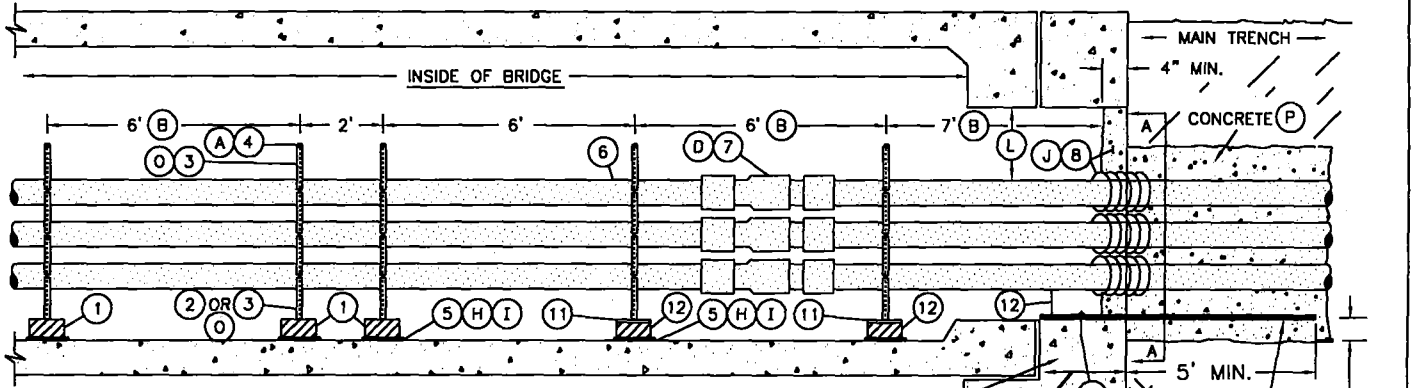 MAIN TRENCH
INSIDE OF BRIDGE
4" MIN.
6' B 2' 6' 6' B 7' B
CONCRETE P
A 4
O 3
6
D 7
L
J 8
A
1
2 OR 3
O
1
5 H I
11
12
5 H I
11
12
12
A
5' MIN.